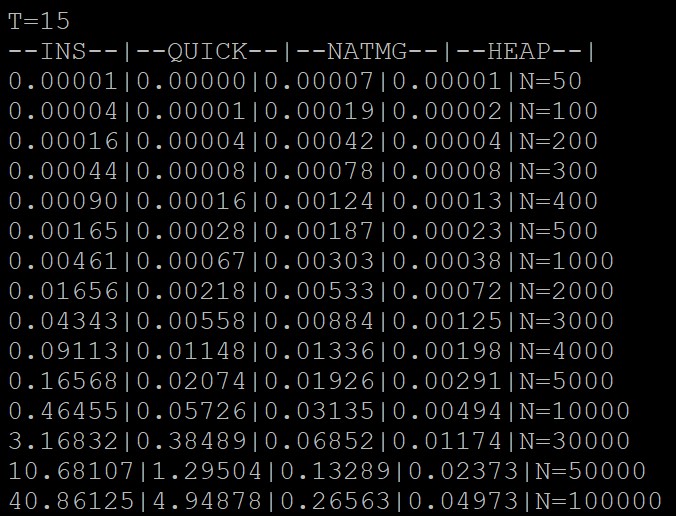 T=15
--INS--|--QUICK--|--NATMG--|--HEAP--|
0.00001|0.00000|0.00007|0.00001|N=50
0.00004|0.00001|0.00019|0.00002|N=100
0.00016|0.00004|0.00042|0.00004|N=200
0.00044|0.00008|0.00078|0.00008|N=300
0.00090|0.00016|0.00124|0.00013|N=400
0.00165|0.00028|0.00187|0.00023|N=500
0.00461|0.00067|0.00303|0.00038|N=1000
0.01656|0.00218|0.00533|0.00072|N=2000
0.04343|0.00558|0.00884|0.00125|N=3000
0.09113|0.01148|0.01336|0.00198|N=4000
0.16568|0.02074|0.01926|0.00291|N=5000
0.46455|0.05726|0.03135|0.00494|N=10000
3.16832|0.38489|0.06852|0.01174|N=30000
10.68107|1.29504|0.13289|0.02373|N=50000
40.86125|4.94878|0.26563|0.04973|N=100000